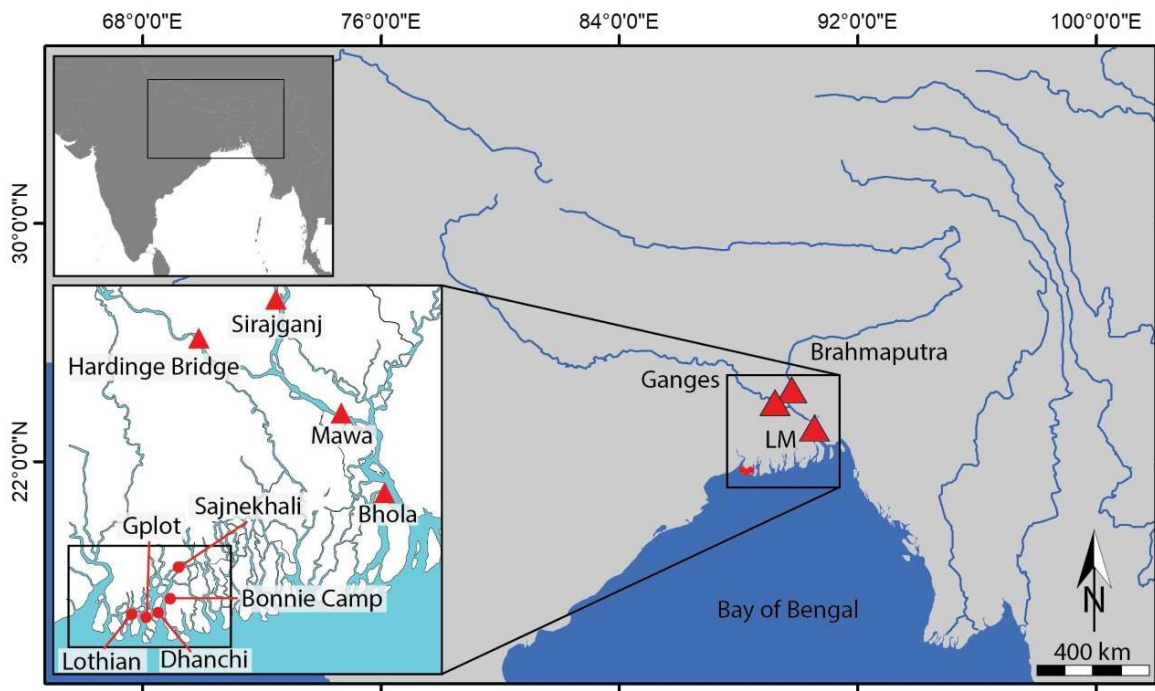 68°0'0"E
76°0'0"E
84°0'0"E
92°0'0"E
100°0'0"E
30°0'0"N
22°0'0"N
Sirajganj
Hardinge Bridge
Mawa
Bhola
Sajnekhali
Gplot
Bonnie Camp
Lothian
Dhanchi
Brahmaputra
Ganges
LM
Bay of Bengal
N
400 km